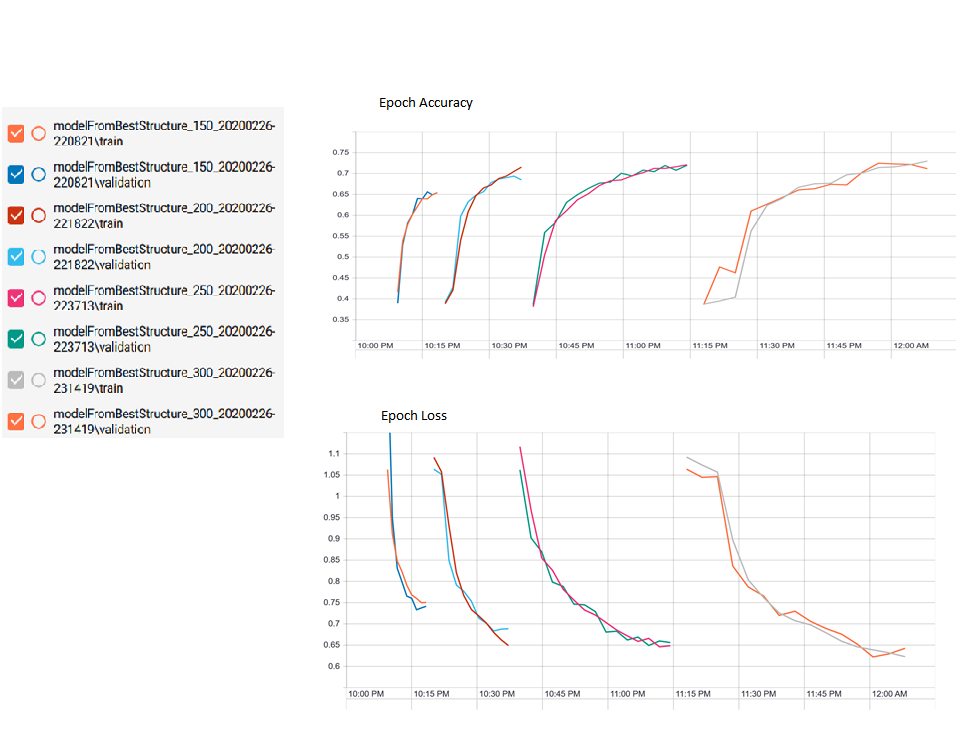 Epoch Accuracy
modelFromBestStructure_150_20200226-
220821\train
modelFromBestStructure_150_20200226-
220821\validation
modelFromBestStructure_200_20200226-
221822\train
modelFromBestStructure_200_20200226-
221822\validation
modelFromBestStructure_250_20200226-
223713\train
modelFromBestStructure_250_20200226-
223713\validation
modelFromBestStructure_300_20200226-
231419\train
modelFromBestStructure_300_20200226-
231419\validation
0.75
0.7
0.65
0.6
0.55
0.5
0.45
0.4
0.35
10:00 PM 10:15 PM 10:30 PM 10:45 PM 11:00 PM 11:15 PM 11:30 PM 11:45 PM 12:00 AM
Epoch Loss
1.1
1.05
1
0.95
0.9
0.85
0.8
0.75
0.7
0.65
0.6
10:00 PM 10:15 PM 10:30 PM 10:45 PM 11:00 PM 11:15 PM 11:30 PM 11:45 PM 12:00 AM